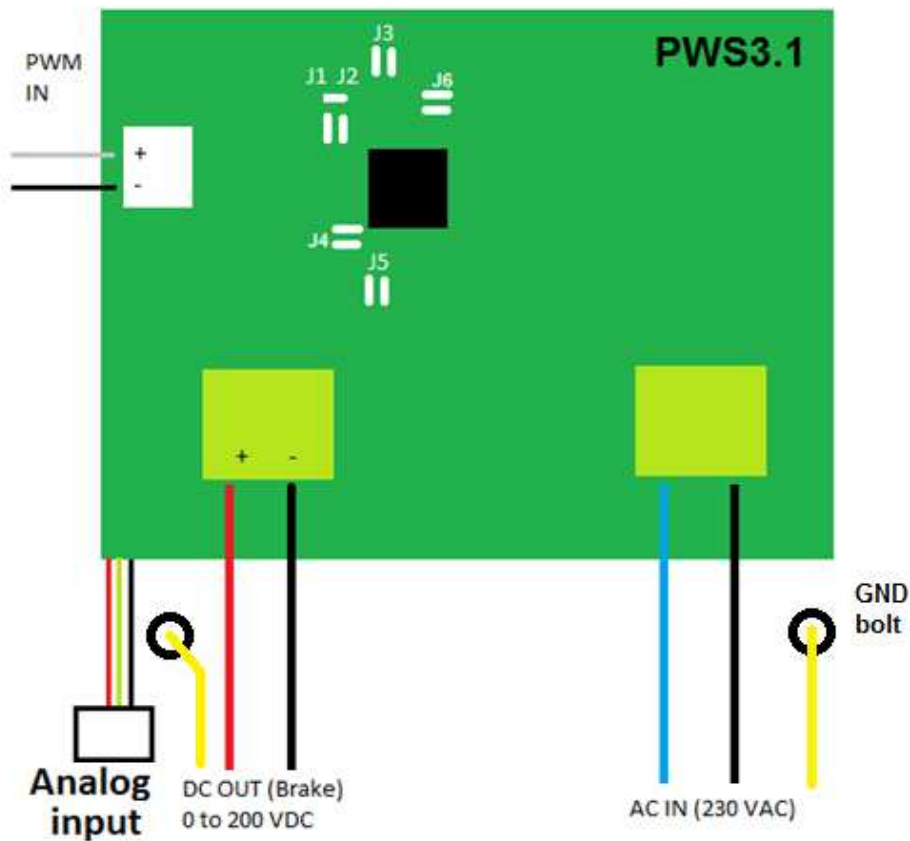 PWS3.1
J3
J1 J2
J6
PWM
IN
+
-
J4
J5
+ -
GND
bolt
Analog
input
DC OUT (Brake)
0 to 200 VDC
AC IN (230 VAC)